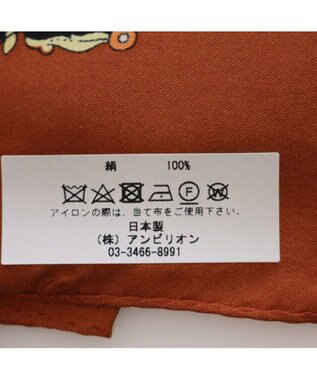 絹 100%
アイロンの際は、当て布をご使用下さい。
日本製
(株) アンビリオン
03-3466-8991